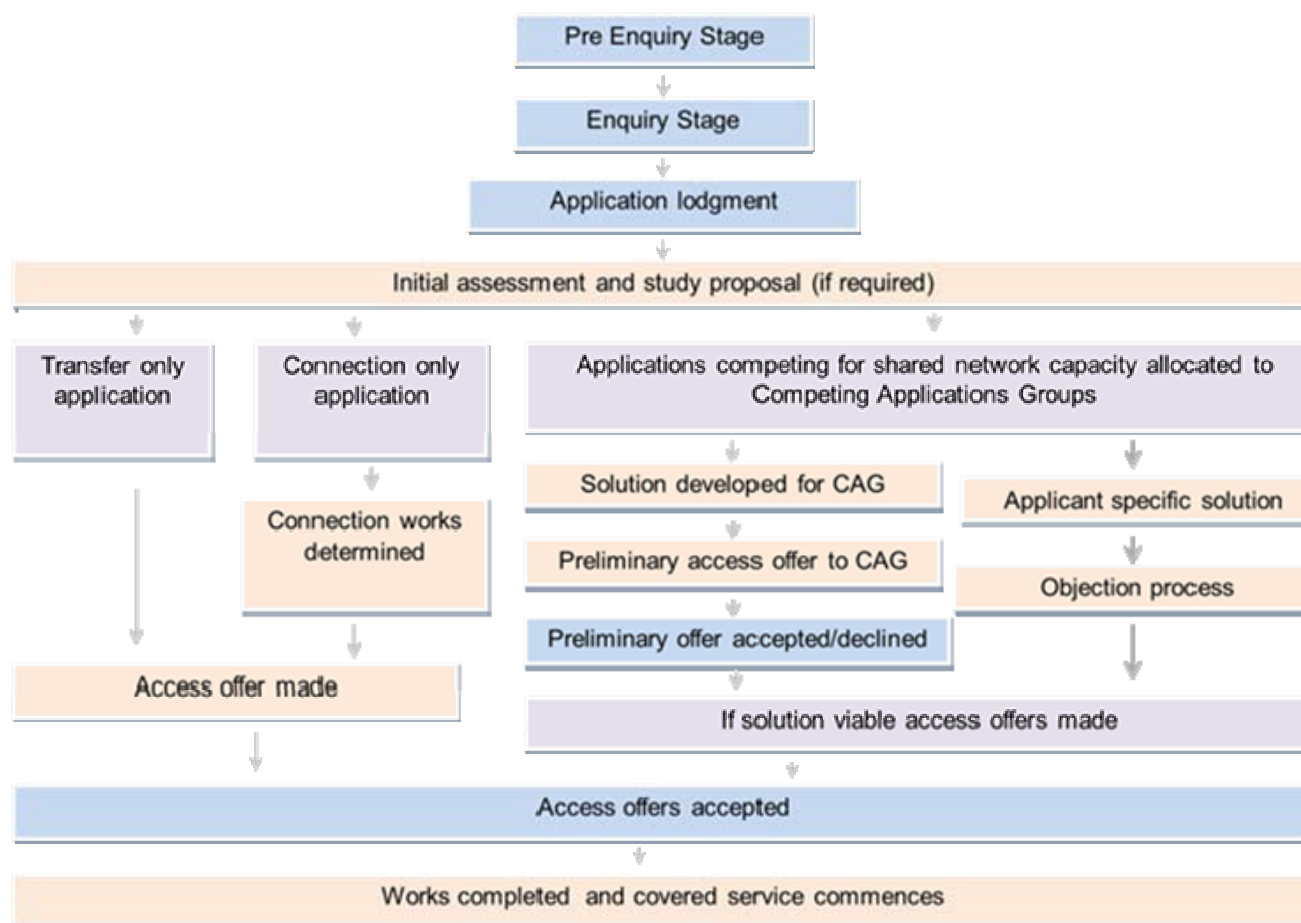 Pre Enquiry Stage
Enquiry Stage
Application lodgment
Initial assessment and study proposal (if required)
Transfer only
application
Connection only
application
Applications competing for shared network capacity allocated to
Competing Applications Groups
Connection works
determined
Solution developed for CAG
Preliminary access offer to CAG
Preliminary offer accepted/declined
Applicant specific solution
Objection process
Access offer made
If solution viable access offers made
Access offers accepted
Works completed and covered service commences